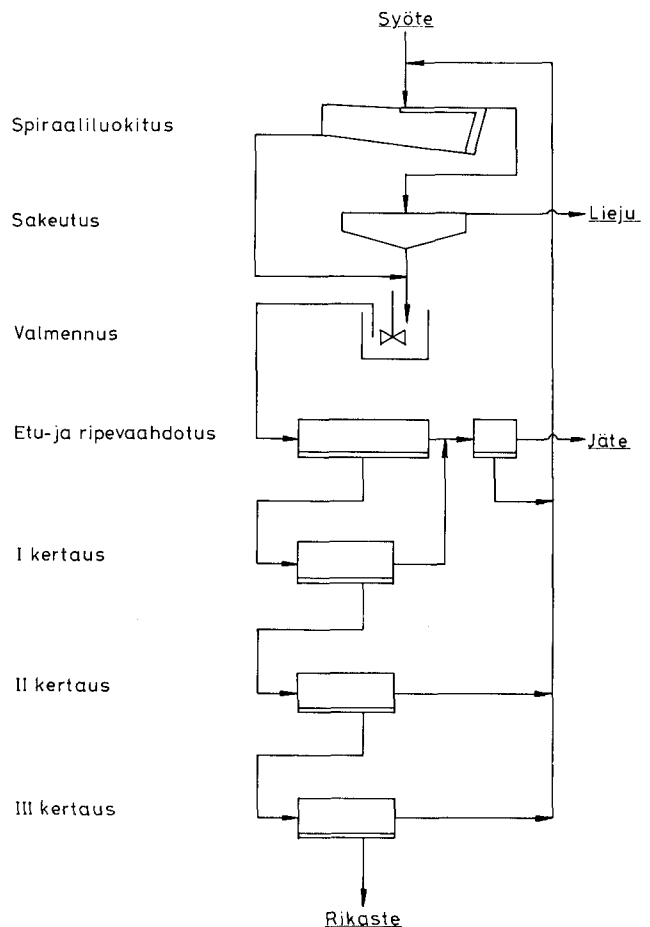 Syöte
Spiraaliluokitus
Sakeutus
Lieju
Valmennus
Etu-ja ripevaahdotus
Jäte
I kertaus
II kertaus
III kertaus
Rikaste